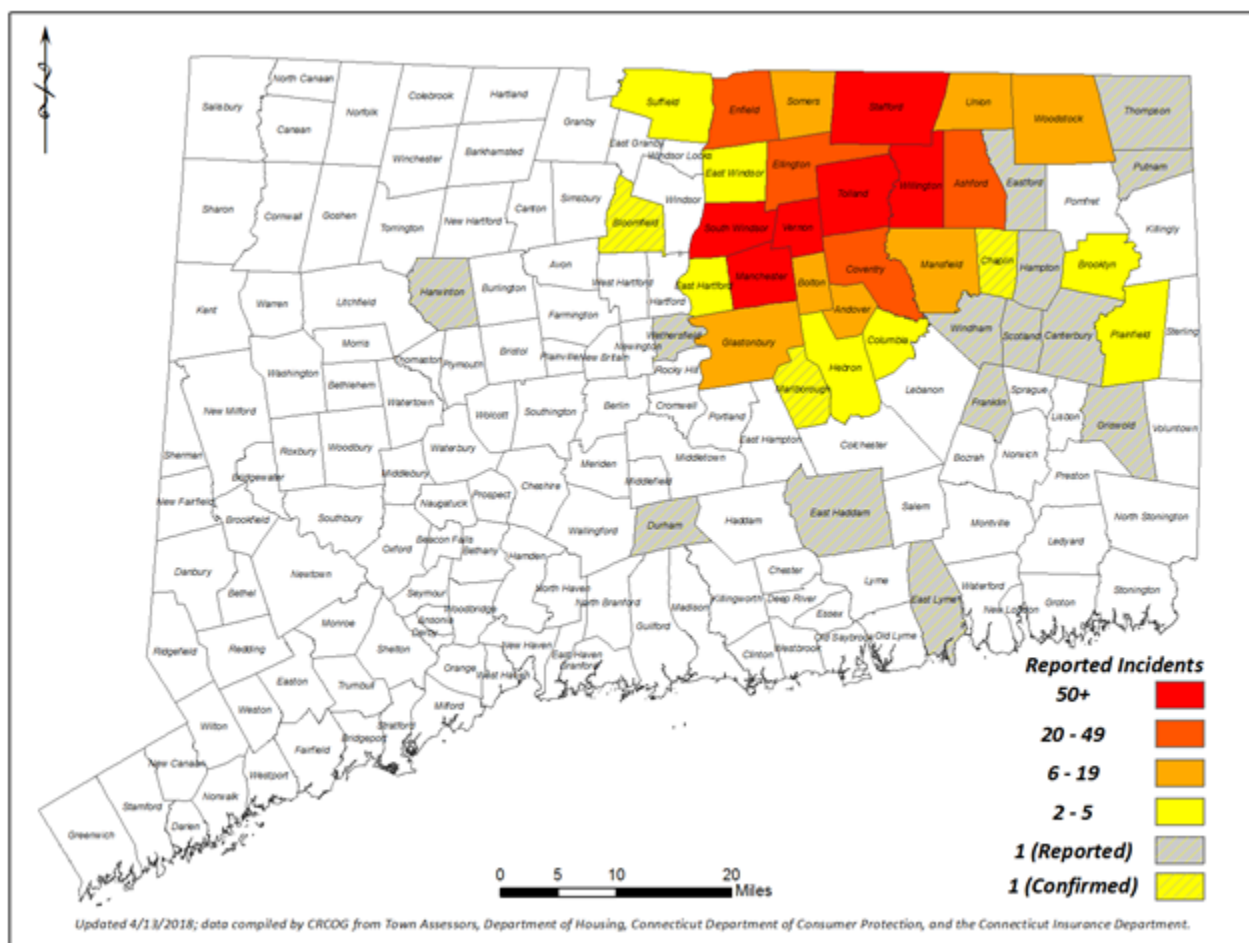 North Canaan
Colebrook
Hartland
Suffield
Enfield
Somers
Stafford
Union
Woodstock
Thompson
Salisbury
Norfolk
Canaan
Granby
East Granby
Windsor Locks
Winchester
Barkhamsted
East Windsor
Ellington
Willington
Ashford
Eastford
Putnam
Pomfret
Sharon
Cornwall
Goshen
Torrington
New Hartford
Canton
Simsbury
Bloomfield
Windsor
South Windsor
Vernon
Tolland
Killingly
Kent
Warren
Litchfield
Harwinton
Burlington
Avon
West Hartford
Hartford
East Hartford
Manchester
Bolton
Coventry
Mansfield
Chaplin
Hampton
Brooklyn
Farmington
Andover
Morris
Bristol
Plainville
New Britain
Newington
Wethersfield
Glastonbury
Columbia
Windham
Scotland
Canterbury
Plainfield
Sterling
Washington
Bethlehem
Thomaston
Plymouth
Rocky Hill
Hebron
Marlborough
Lebanon
Franklin
Sprague
Lisbon
Griswold
Voluntown
New Milford
Watertown
Wolcott
Southington
Berlin
Cromwell
Portland
East Hampton
Colchester
Sherman
Roxbury
Woodbury
Waterbury
Meriden
Middletown
Middlefield
Bozrah
Norwich
Preston
Bridgewater
Middlebury
New Fairfield
Brookfield
Southbury
Naugatuck
Prospect
Cheshire
Wallingford
Durham
Haddam
East Haddam
Salem
Montville
North Stonington
Ledyard
Danbury
Bethel
Newtown
Oxford
Beacon Falls
Bethany
Hamden
North Haven
North Branford
Guilford
Madison
Killingworth
Chester
Deep River
Essex
Lyme
East Lyme
Waterford
New London
Groton
Stonington
Seymour
Woodbridge
Ansonia
Derby
Ridgefield
Redding
Monroe
Shelton
Orange
West Haven
New Haven
East Haven
Branford
Clinton
Westbrook
Old Saybrook
Old Lyme
Easton
Trumbull
Milford
Wilton
Weston
Fairfield
Bridgeport
Stratford
New Canaan
Norwalk
Westport
Stamford
Darien
Greenwich
Reported Incidents
50+
20 - 49
6 - 19
2 - 5
1 (Reported)
1 (Confirmed)
0 5 10 20
Miles
Updated 4/13/2018; data compiled by CRCOG from Town Assessors, Department of Housing, Connecticut Department of Consumer Protection, and the Connecticut Insurance Department.